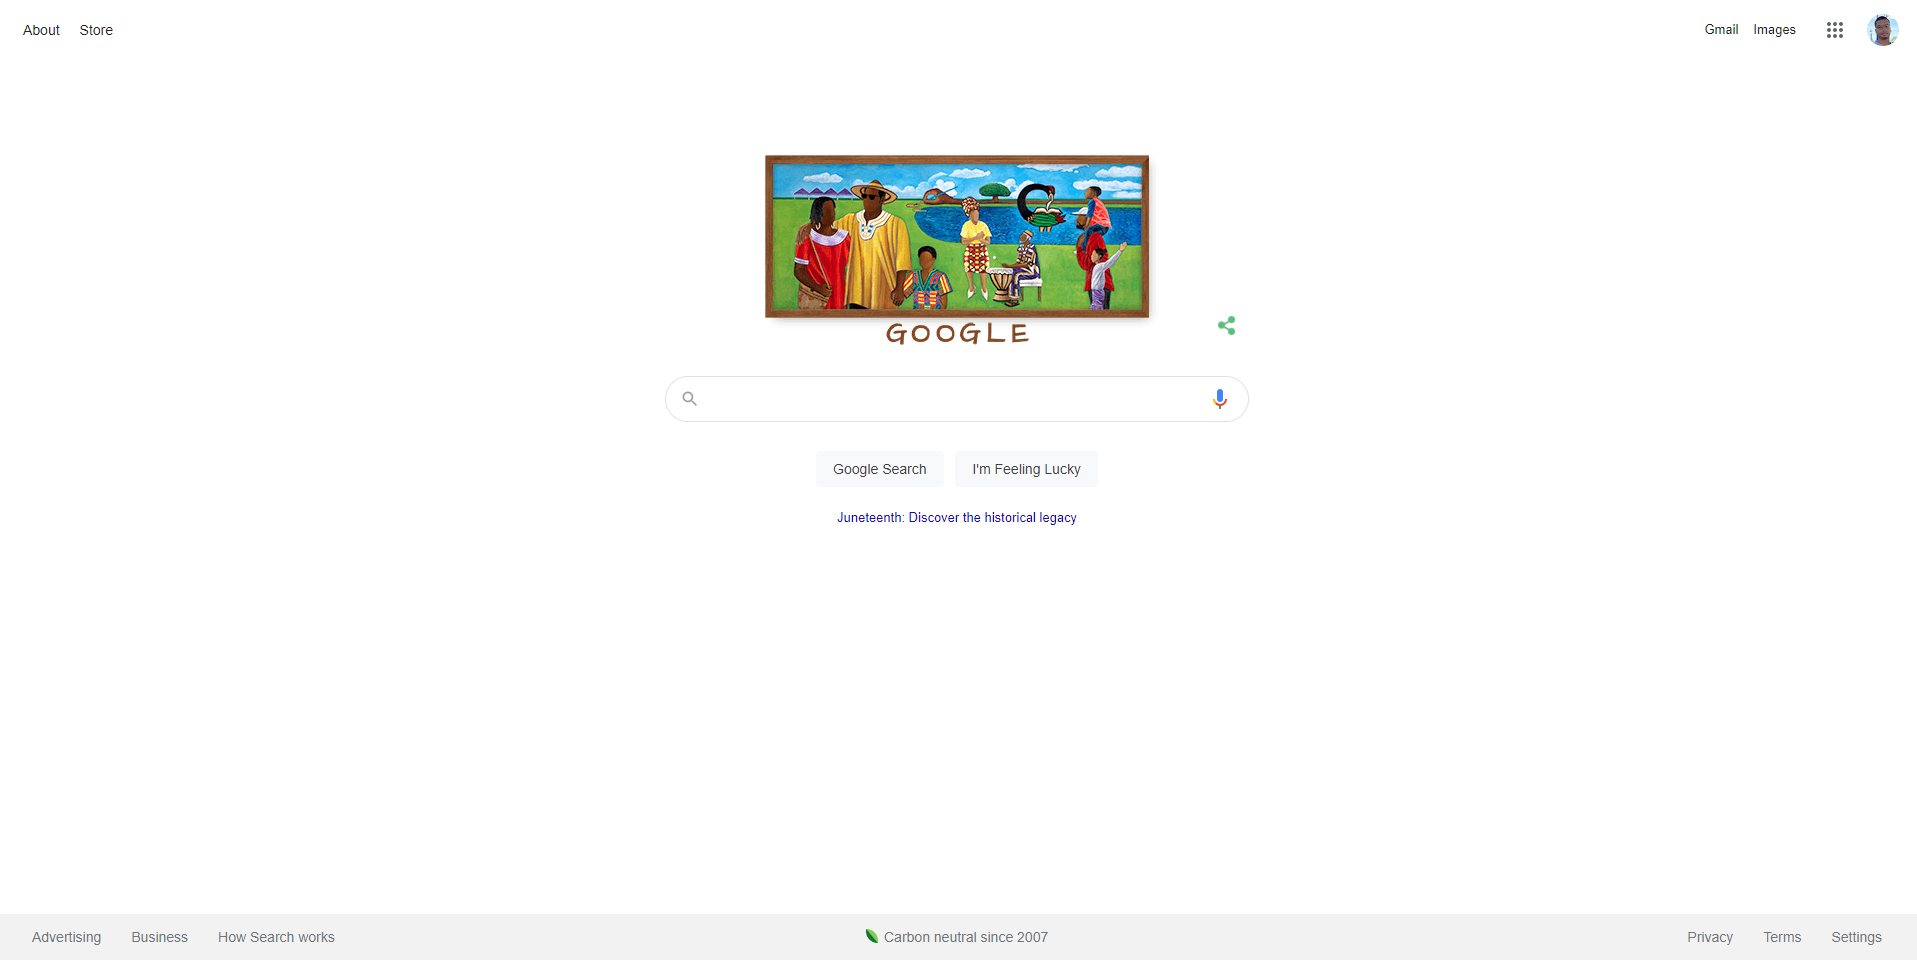 About Store
Gmail Images
GOOGLE
Google Search
I'm Feeling Lucky
Juneteenth: Discover the historical legacy
Advertising Business How Search works
Carbon neutral since 2007
Privacy Terms Settings